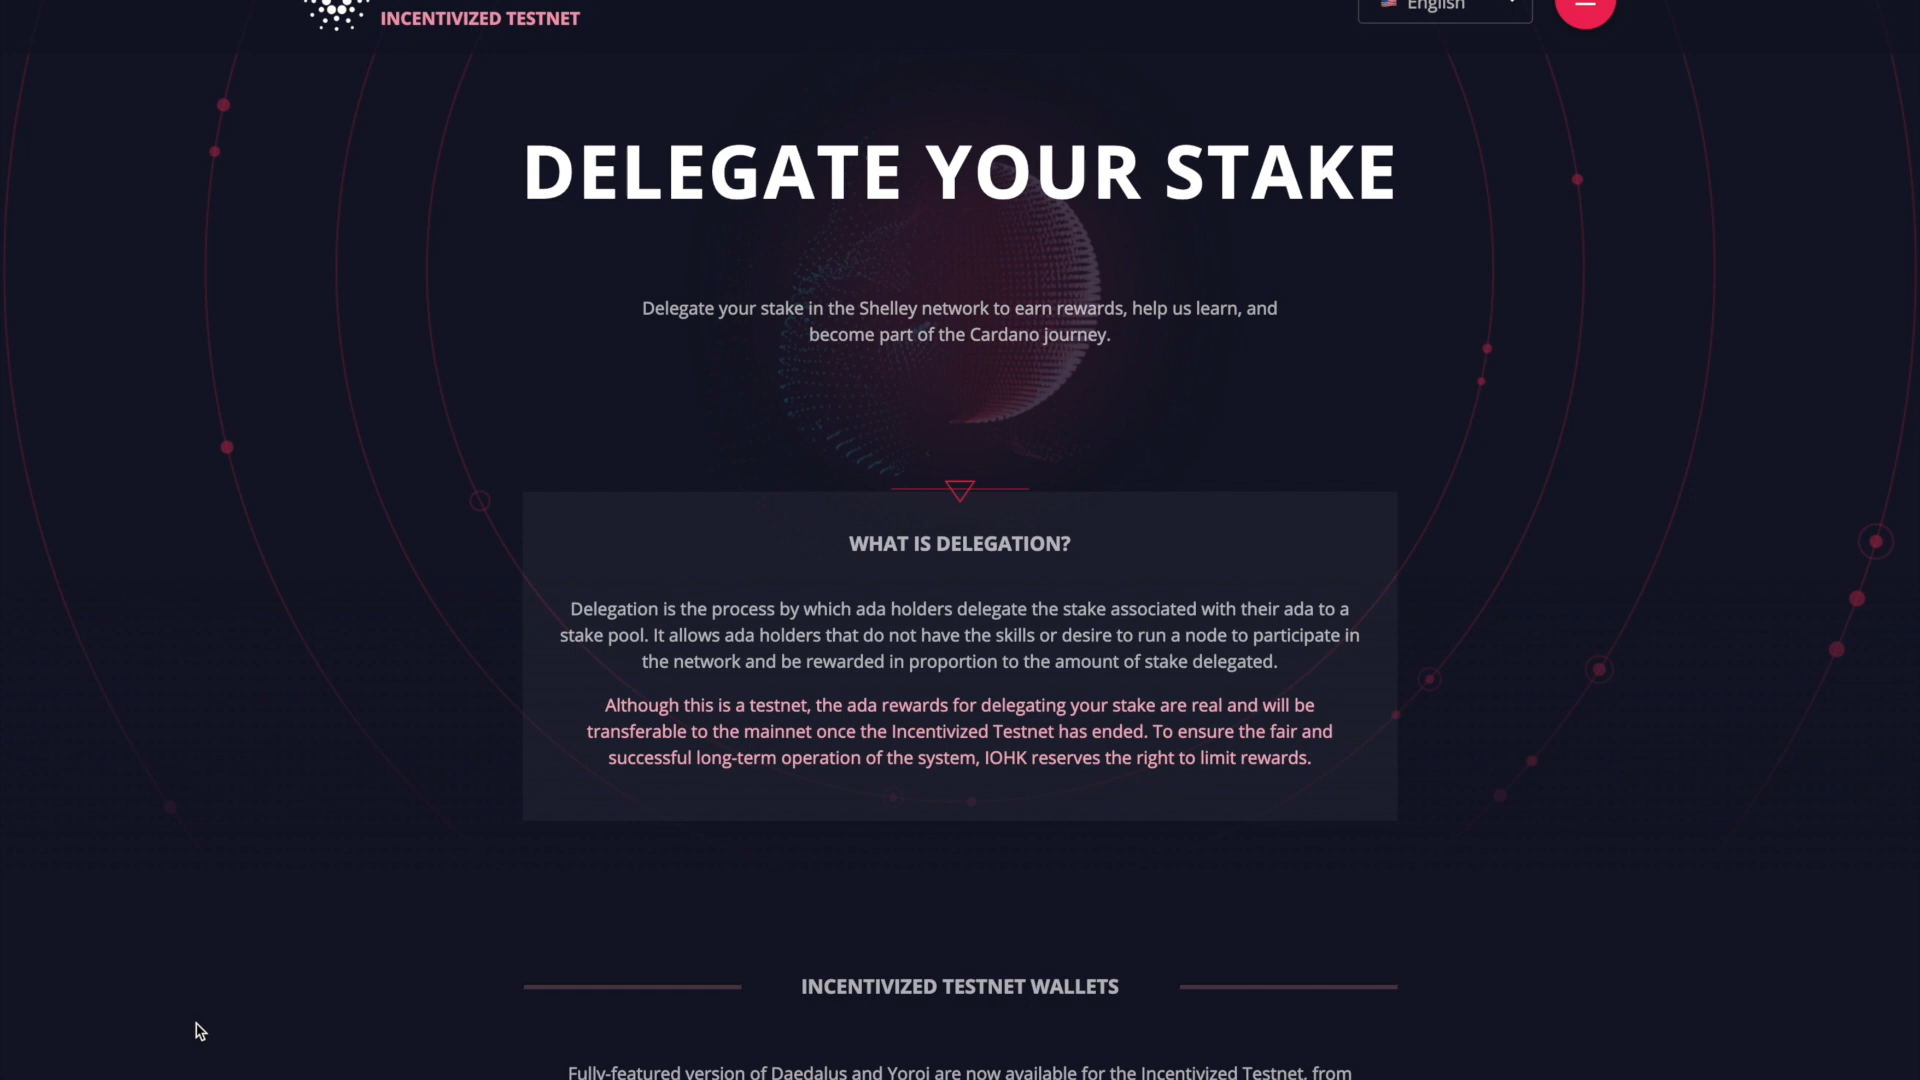 INCENTIVIZED TESTNET
English
DELEGATE YOUR STAKE
Delegate your stake in the Shelley network to earn rewards, help us learn, and
become part of the Cardano journey.
WHAT IS DELEGATION?
Delegation is the process by which ada holders delegate the stake associated with their ada to a
stake pool. It allows ada holders that do not have the skills or desire to run a node to participate in
the network and be rewarded in proportion to the amount of stake delegated.
Although this is a testnet, the ada rewards for delegating your stake are real and will be
transferable to the mainnet once the Incentivized Testnet has ended. To ensure the fair and
successful long-term operation of the system, IOHK reserves the right to limit rewards.
INCENTIVIZED TESTNET WALLETS
Fully-featured version of Daedalus and Yoroi are now available for the Incentivized Testnet, from